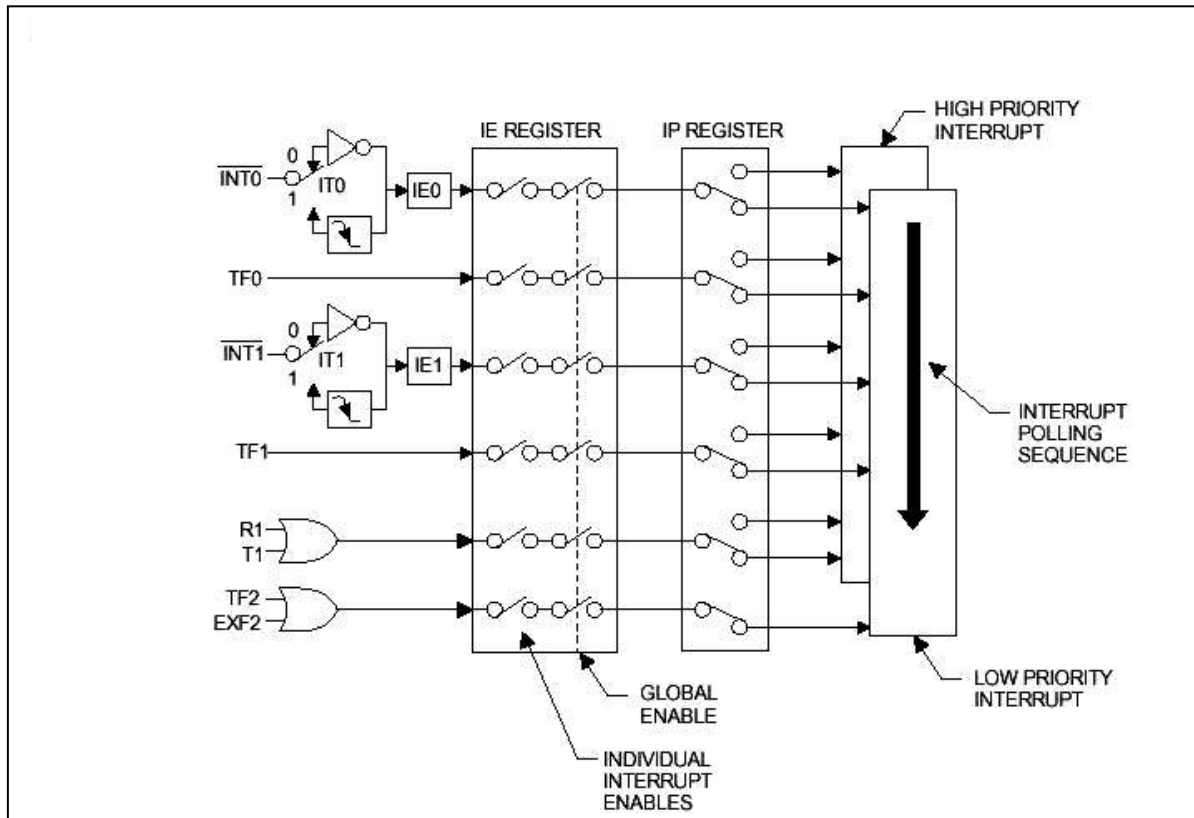 HIGH PRIORITY
INTERRUPT
IE REGISTER
IP REGISTER
0
INT0
IT0
1
IE0
TF0
0
INT1
IT1
1
IE1
TF1
R1
T1
TF2
EXF2
INTERRUPT
POLLING
SEQUENCE
GLOBAL
ENABLE
LOW PRIORITY
INTERRUPT
INDIVIDUAL
INTERRUPT
ENABLES